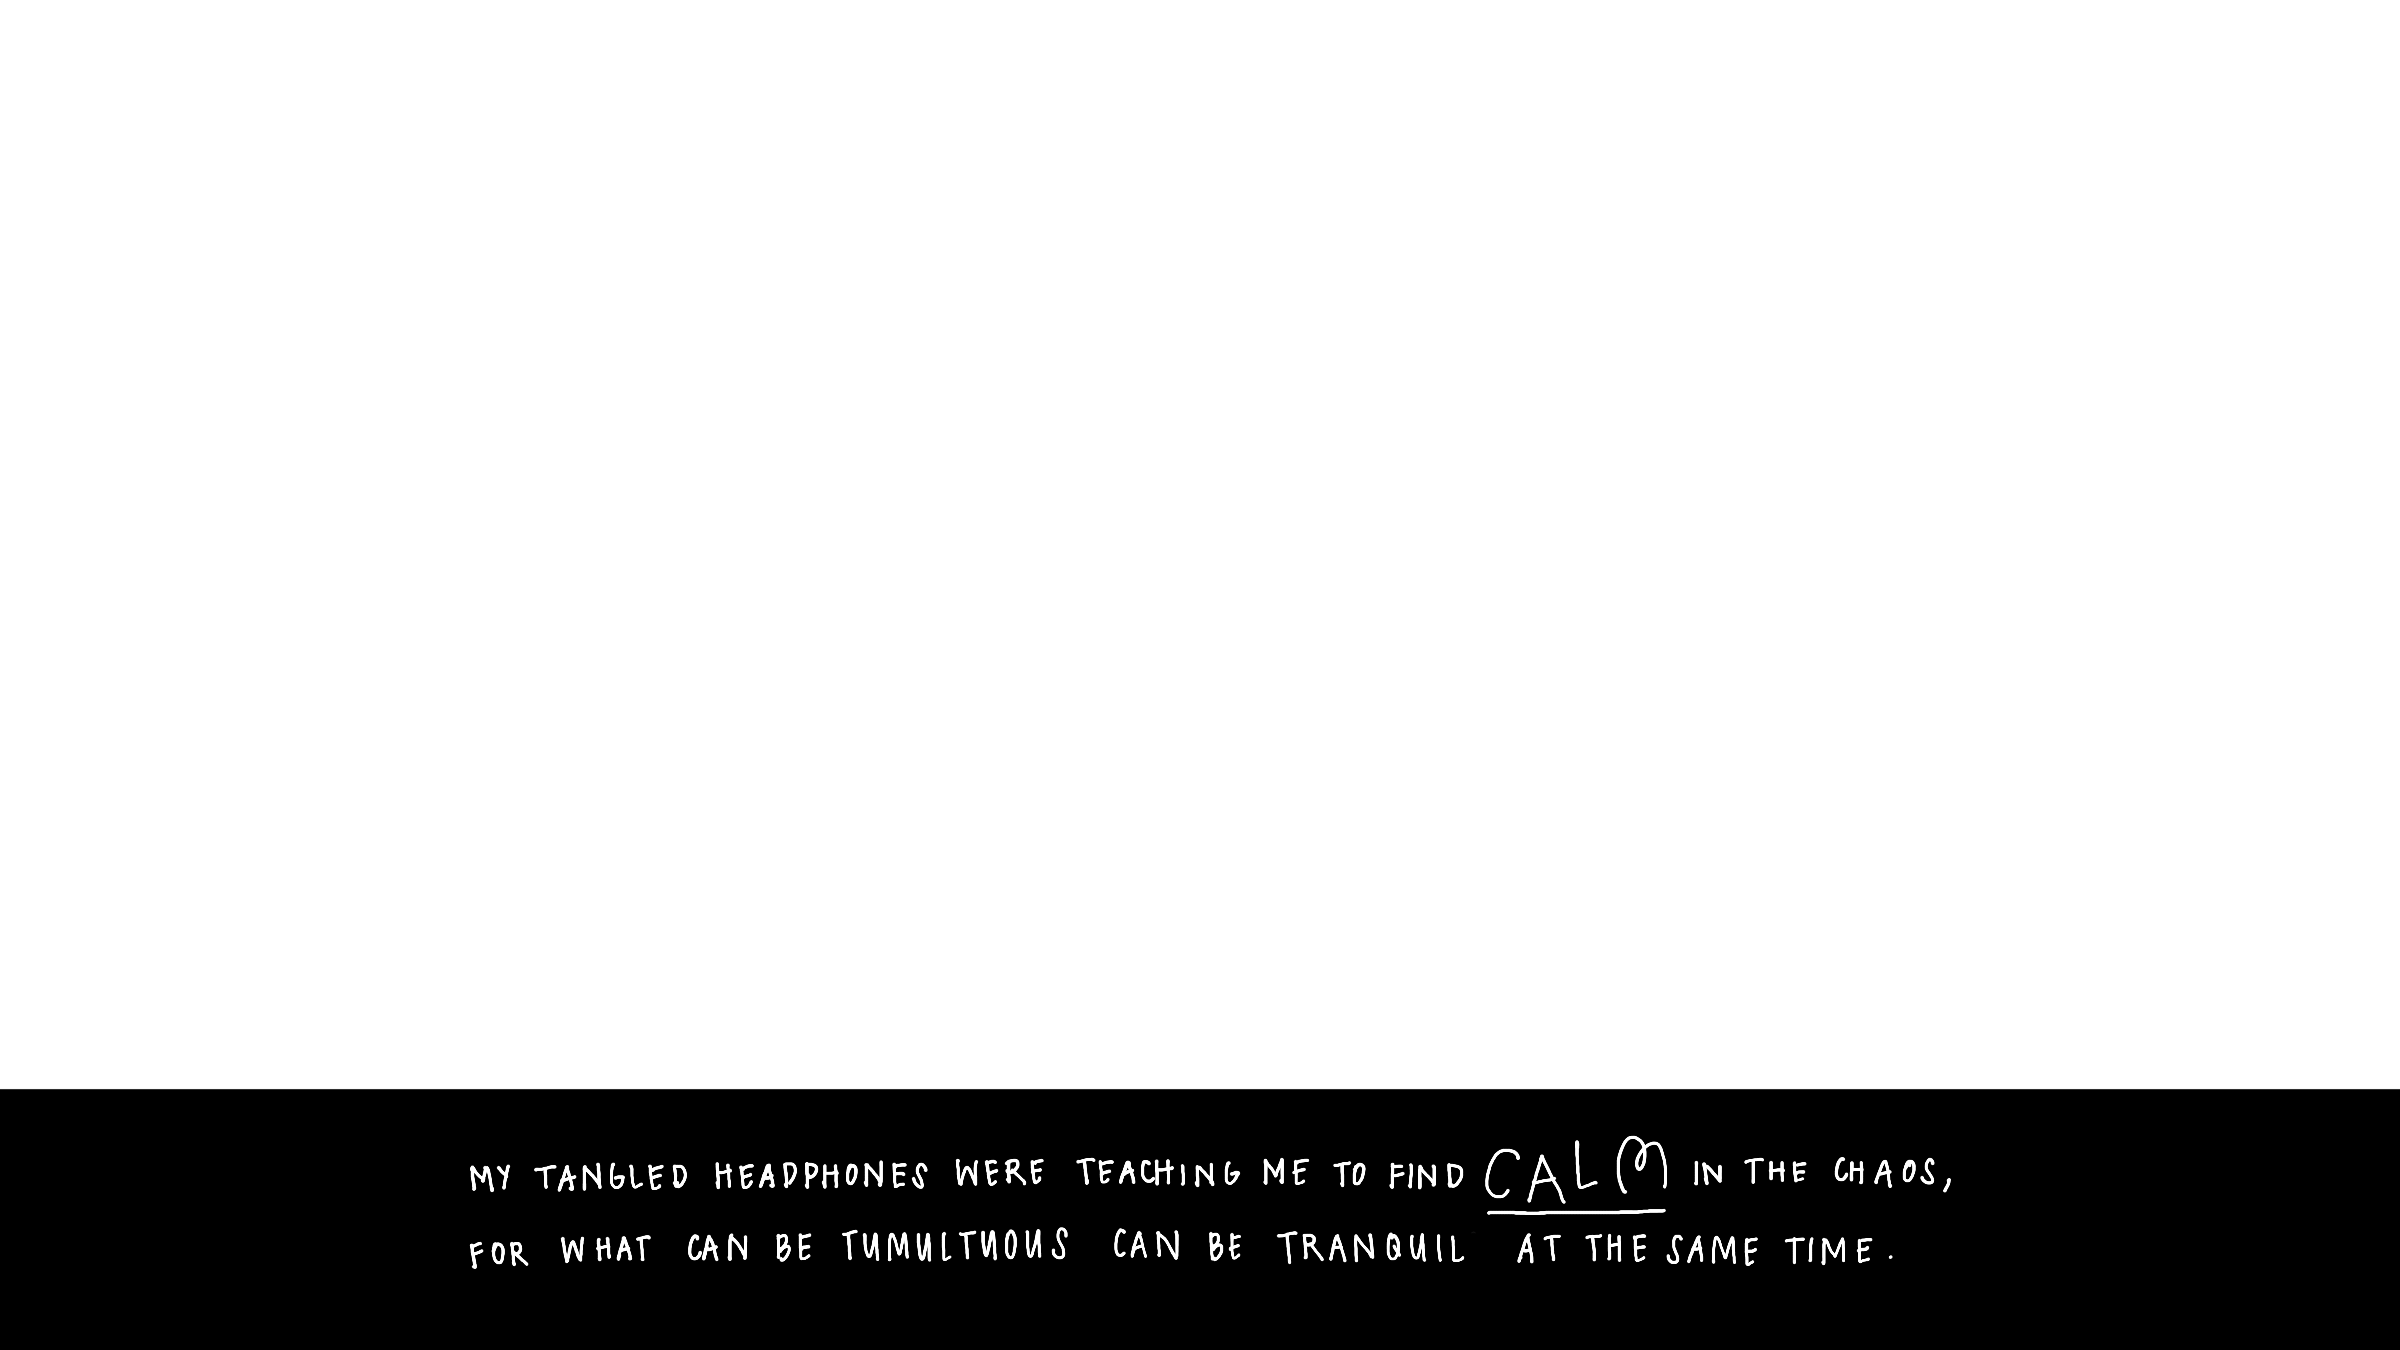 MY TANGLED HEADPHONES WERE TEACHING ME TO FIND CALM IN THE CHAOS,
FOR WHAT CAN BE TUMULTUOUS CAN BE TRANQUIL AT THE SAME TIME.